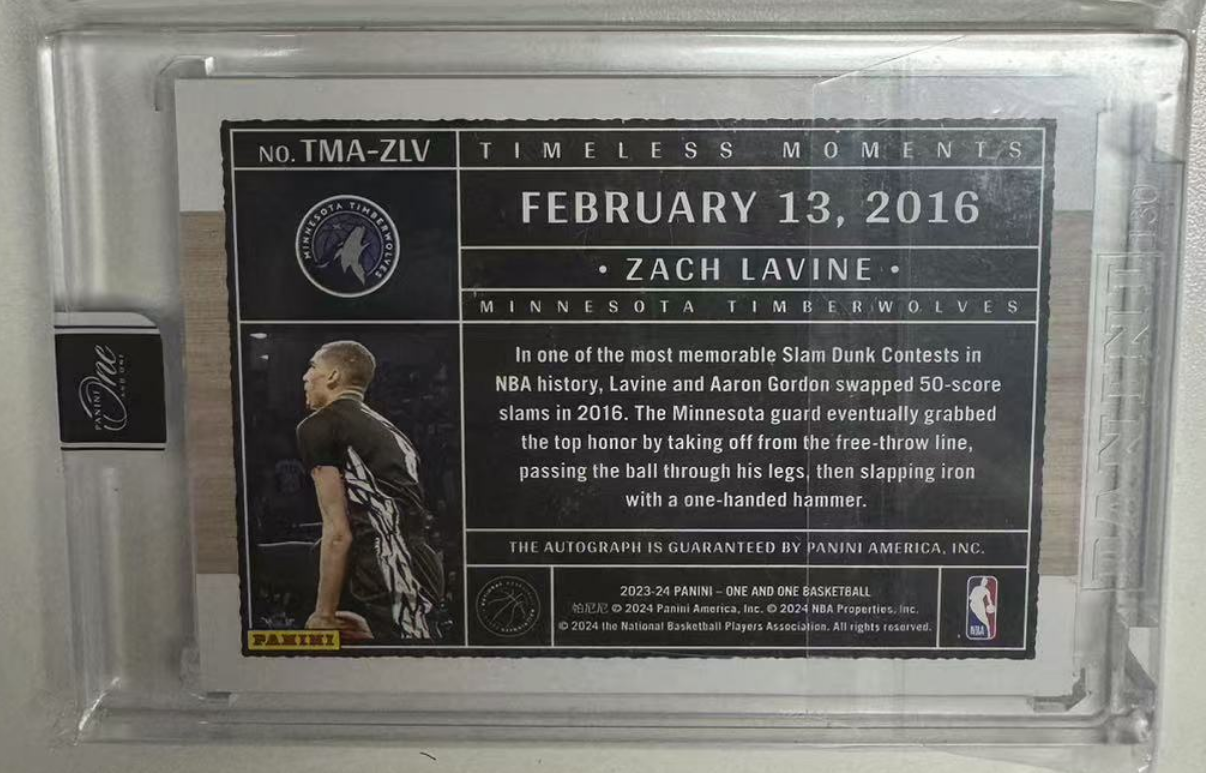 NO. TMA-ZLV
TIMELESS MOMENTS
MINNESOTA TIMBERWOLVES
FEBRUARY 13, 2016
• ZACH LAVINE •
MINNESOTA TIMBERWOLVES
In one of the most memorable Slam Dunk Contests in
NBA history, Lavine and Aaron Gordon swapped 50-score
slams in 2016. The Minnesota guard eventually grabbed
the top honor by taking off from the free-throw line,
passing the ball through his legs, then slapping iron
with a one-handed hammer.
THE AUTOGRAPH IS GUARANTEED BY PANINI AMERICA, INC.
2023-24 PANINI – ONE AND ONE BASKETBALL
帕尼尼 © 2024 Panini America, Inc. © 2024 NBA Properties, Inc.
© 2024 the National Basketball Players Association. All rights reserved.
NBA
PANINI
PANINI
One
AND ONE
PANINI
130